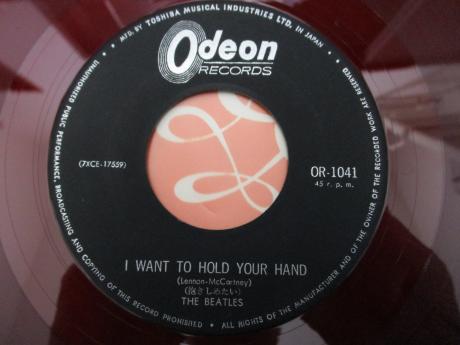 MFD. BY TOSHIBA MUSICAL INDUSTRIES LTD. IN JAPAN •
Odeon
RECORDS
(7XCE-17559)
OR-1041
45 r. p. m.
I WANT TO HOLD YOUR HAND
(Lennon-McCartney)
(抱きしめたい)
THE BEATLES
UNAUTHORIZED PUBLIC PERFORMANCE, BROADCASTING AND COPYING OF THIS RECORD PROHIBITED • ALL RIGHTS OF THE MANUFACTURER AND OF THE OWNER OF THE RECORDED WORK ARE RESERVED